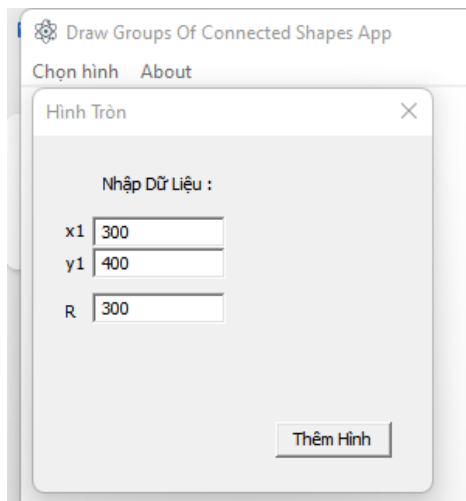 Draw Groups Of Connected Shapes App
Chọn hình About
Hình Tròn
Nhập Dữ Liệu :
x1 300
y1 400
R 300
Thêm Hình